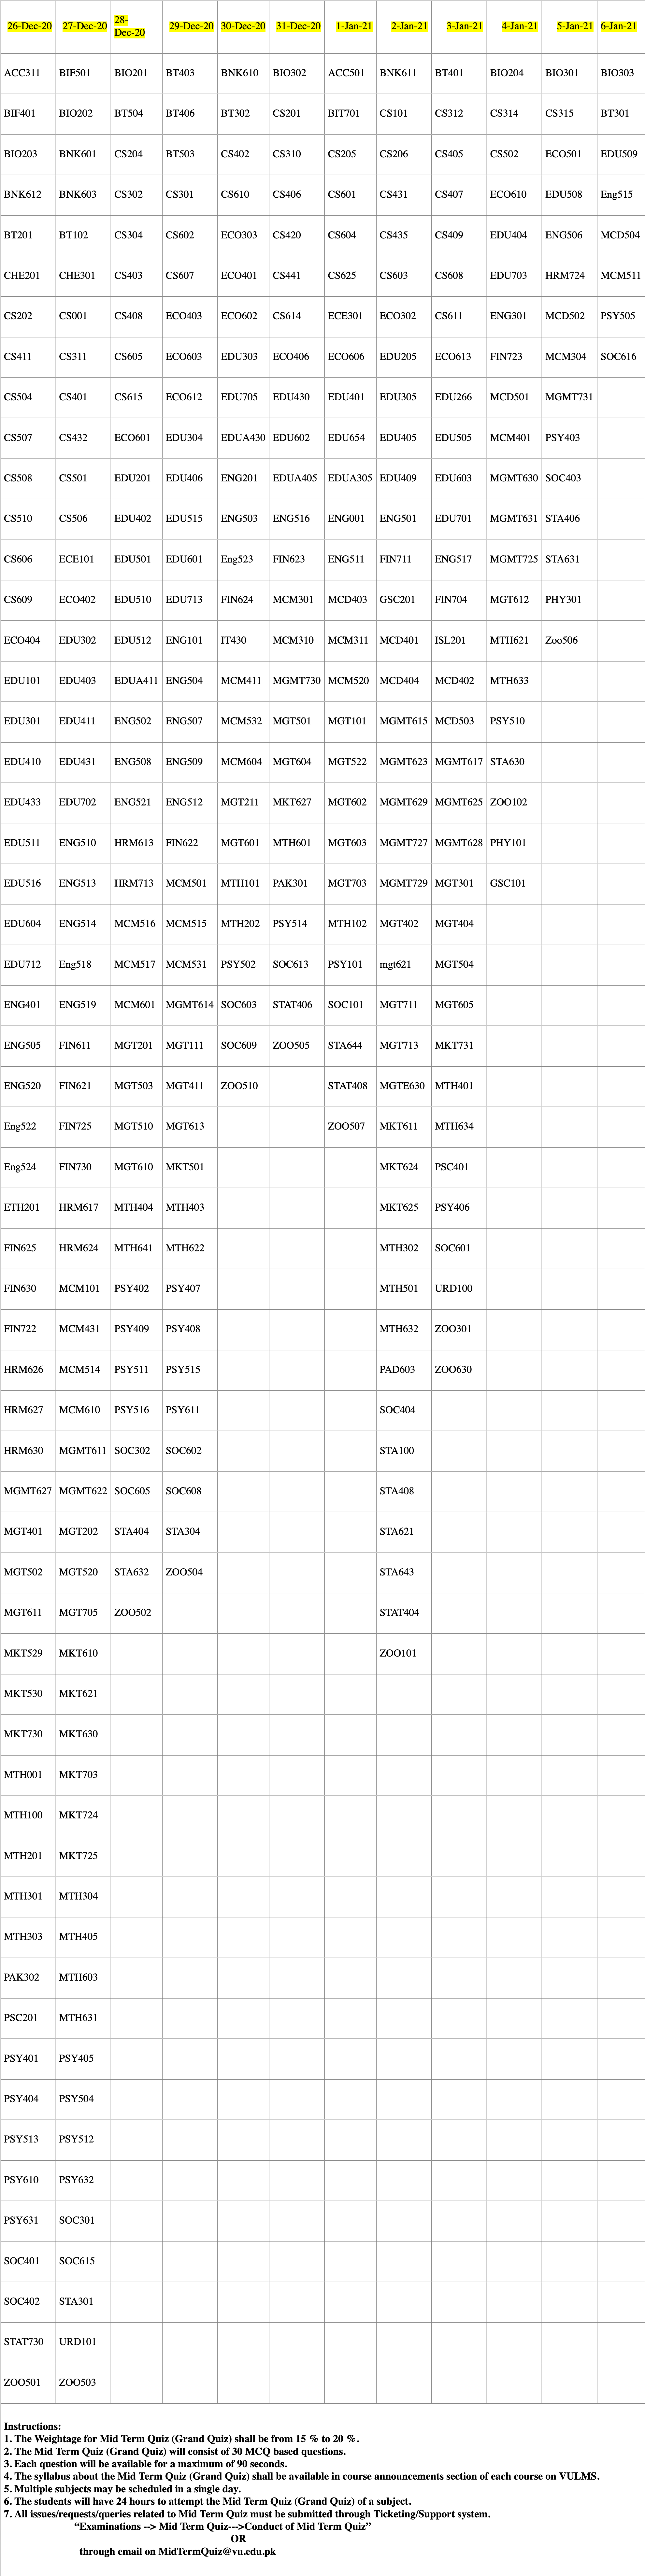 26-Dec-20 27-Dec-20 28-Dec-20 29-Dec-20 30-Dec-20 31-Dec-20 1-Jan-21 2-Jan-21 3-Jan-21 4-Jan-21 5-Jan-21 6-Jan-21
ACC311 BIF501 BIO201 BT403 BNK610 BIO302 ACC501 BNK611 BT401 BIO204 BIO301 BIO303
BIF401 BIO202 BT504 BT406 BT302 CS201 BIT701 CS101 CS312 CS314 CS315 BT301
BIO203 BNK601 CS204 BT503 CS402 CS310 CS205 CS206 CS405 CS502 ECO501 EDU509
BNK612 BNK603 CS302 CS301 CS610 CS406 CS601 CS431 CS407 ECO610 EDU508 Eng515
BT201 BT102 CS304 CS602 ECO303 CS420 CS604 CS435 CS409 EDU404 ENG506 MCD504
CHE201 CHE301 CS403 CS607 ECO401 CS441 CS625 CS603 CS608 EDU703 HRM724 MCM511
CS202 CS001 CS408 ECO403 ECO602 CS614 ECE301 ECO302 CS611 ENG301 MCD502 PSY505
CS411 CS311 CS605 ECO603 EDU303 ECO406 ECO606 EDU205 ECO613 FIN723 MCM304 SOC616
CS504 CS401 CS615 ECO612 EDU705 EDU430 EDU401 EDU305 EDU266 MCD501 MGMT731
CS507 CS432 ECO601 EDU304 EDUA430 EDU602 EDU654 EDU405 EDU505 MCM401 PSY403
CS508 CS501 EDU201 EDU406 ENG201 EDUA405 EDUA305 EDU409 EDU603 MGMT630 SOC403
CS510 CS506 EDU402 EDU515 ENG503 ENG516 ENG001 ENG501 EDU701 MGMT631 STA406
CS606 ECE101 EDU501 EDU601 Eng523 FIN623 ENG511 FIN711 ENG517 MGMT725 STA631
CS609 ECO402 EDU510 EDU713 FIN624 MCM301 MCD403 GSC201 FIN704 MGT612 PHY301
ECO404 EDU302 EDU512 ENG101 IT430 MCM310 MCM311 MCD401 ISL201 MTH621 Zoo506
EDU101 EDU403 EDUA411 ENG504 MCM411 MGMT730 MCM520 MCD404 MCD402 MTH633
EDU301 EDU411 ENG502 ENG507 MCM532 MGT501 MGT101 MGMT615 MCD503 PSY510
EDU410 EDU431 ENG508 ENG509 MCM604 MGT604 MGT522 MGMT623 MGMT617 STA630
EDU433 EDU702 ENG521 ENG512 MGT211 MKT627 MGT602 MGMT629 MGMT625 ZOO102
EDU511 ENG510 HRM613 FIN622 MGT601 MTH601 MGT603 MGMT727 MGMT628 PHY101
EDU516 ENG513 HRM713 MCM501 MTH101 PAK301 MGT703 MGMT729 MGT301 GSC101
EDU604 ENG514 MCM516 MCM515 MTH202 PSY514 MTH102 MGT402 MGT404
EDU712 Eng518 MCM517 MCM531 PSY502 SOC613 PSY101 mgt621 MGT504
ENG401 ENG519 MCM601 MGMT614 SOC603 STAT406 SOC101 MGT711 MGT605
ENG505 FIN611 MGT201 MGT111 SOC609 ZOO505 STA644 MGT713 MKT731
ENG520 FIN621 MGT503 MGT411 ZOO510 STAT408 MGTE630 MTH401
Eng522 FIN725 MGT510 MGT613 ZOO507 MKT611 MTH634
Eng524 FIN730 MGT610 MKT501 MKT624 PSC401
ETH201 HRM617 MTH404 MTH403 MKT625 PSY406
FIN625 HRM624 MTH641 MTH622 MTH302 SOC601
FIN630 MCM101 PSY402 PSY407 MTH501 URD100
FIN722 MCM431 PSY409 PSY408 MTH632 ZOO301
HRM626 MCM514 PSY511 PSY515 PAD603 ZOO630
HRM627 MCM610 PSY516 PSY611 SOC404
HRM630 MGMT611 SOC302 SOC602 STA100
MGMT627 MGMT622 SOC605 SOC608 STA408
MGT401 MGT202 STA404 STA304 STA621
MGT502 MGT520 STA632 ZOO504 STA643
MGT611 MGT705 ZOO502 STAT404
MKT529 MKT610 ZOO101
MKT530 MKT621
MKT730 MKT630
MTH001 MKT703
MTH100 MKT724
MTH201 MKT725
MTH301 MTH304
MTH303 MTH405
PAK302 MTH603
PSC201 MTH631
PSY401 PSY405
PSY404 PSY504
PSY513 PSY512
PSY610 PSY632
PSY631 SOC301
SOC401 SOC615
SOC402 STA301
STAT730 URD101
ZOO501 ZOO503
Instructions:
1. The Weightage for Mid Term Quiz (Grand Quiz) shall be from 15 % to 20 %.
2. The Mid Term Quiz (Grand Quiz) will consist of 30 MCQ based questions.
3. Each question will be available for a maximum of 90 seconds.
4. The syllabus about the Mid Term Quiz (Grand Quiz) shall be available in course announcements section of each course on VULMS.
5. Multiple subjects may be scheduled in a single day.
6. The students will have 24 hours to attempt the Mid Term Quiz (Grand Quiz) of a subject.
7. All issues/requests/queries related to Mid Term Quiz must be submitted through Ticketing/Support system.
“Examinations --> Mid Term Quiz--->Conduct of Mid Term Quiz”
OR
through email on MidTermQuiz@vu.edu.pk